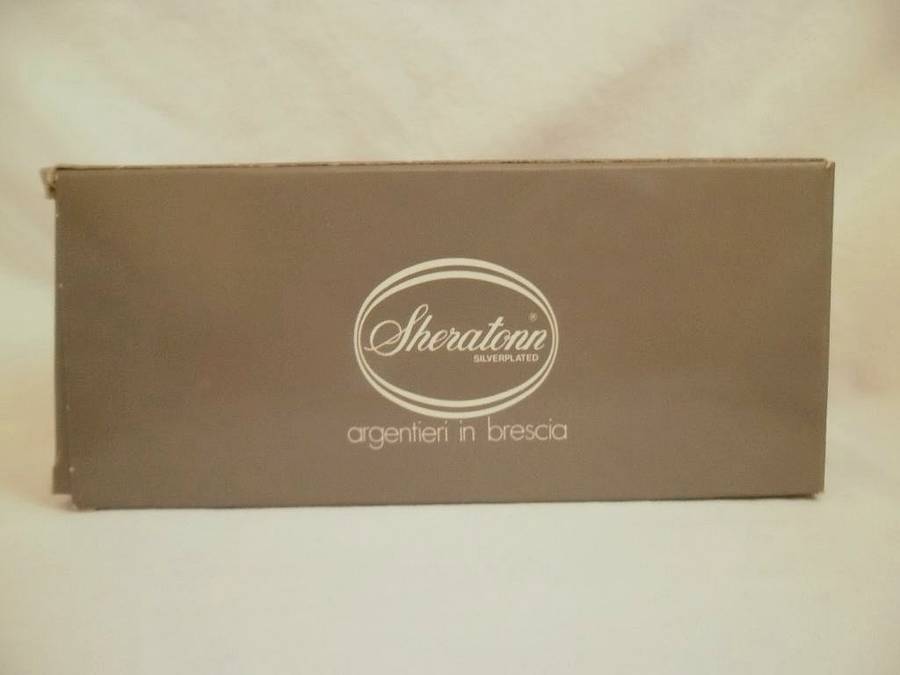 Sheratonn®
SILVERPLATED
argentieri in brescia